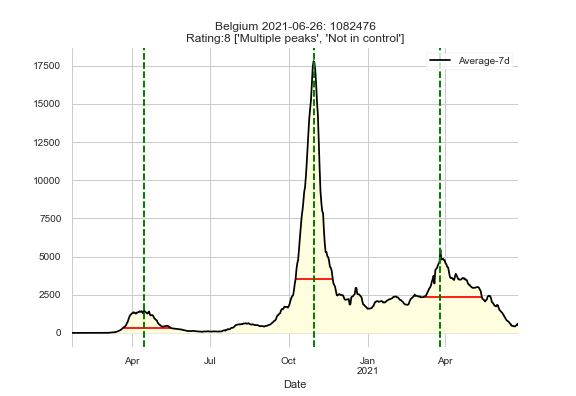 Belgium 2021-06-26: 1082476
Rating:8 ['Multiple peaks', 'Not in control']
Average-7d
17500
15000
12500
10000
7500
5000
2500
0
Apr
Jul
Oct
Jan
2021
Apr
Date